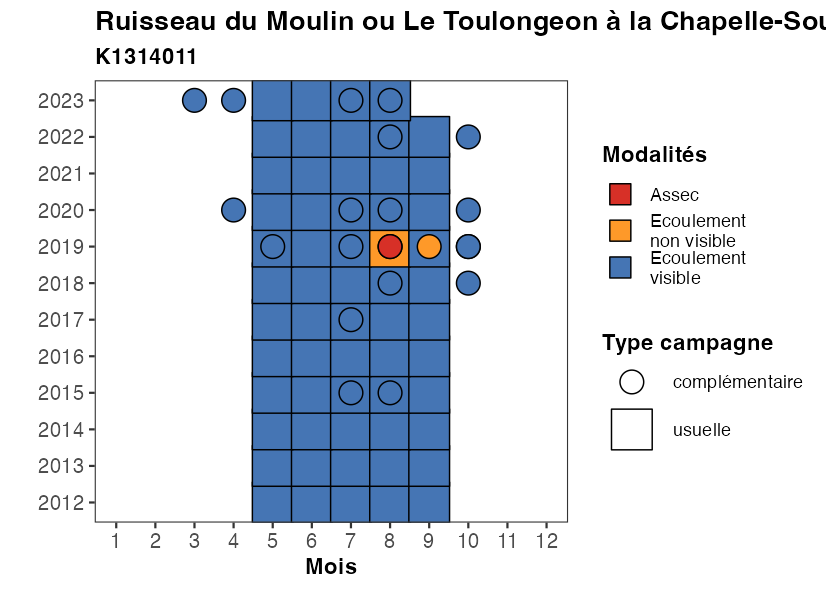 Ruisseau du Moulin ou Le Toulongeon à la Chapelle-Sou
K1314011
2023
2022
2021
2020
2019
2018
2017
2016
2015
2014
2013
2012
1 2 3 4 5 6 7 8 9 10 11 12
Mois
Modalités
Assec
Ecoulement
non visible
Ecoulement
visible
Type campagne
complémentaire
usuelle